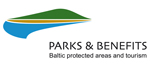 PARKS & BENEFITS
Baltic protected areas and tourism